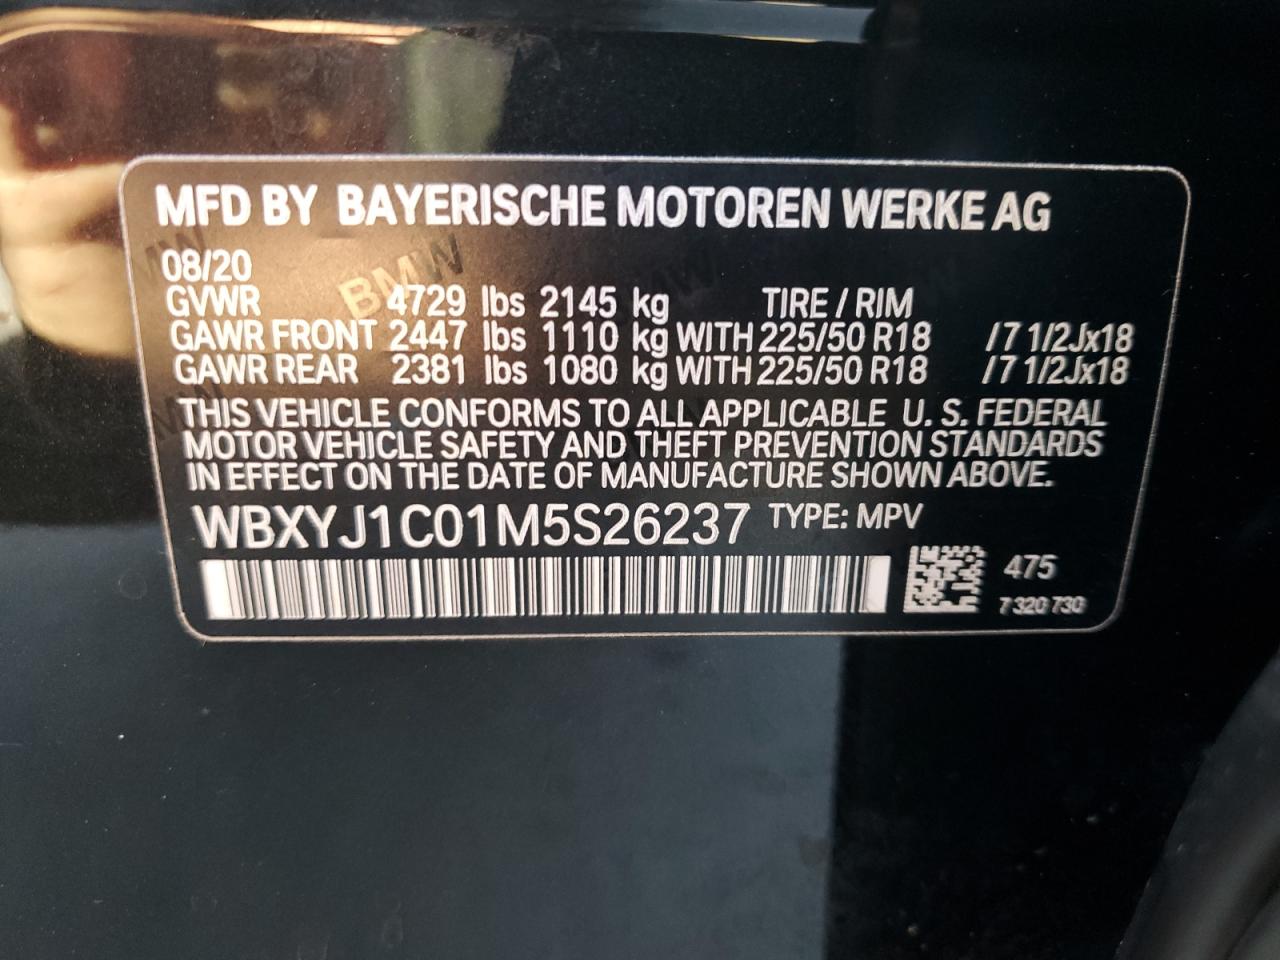 MFD BY BAYERISCHE MOTOREN WERKE AG
08/20
GVWR 4729 lbs 2145 kg TIRE / RIM
GAWR FRONT 2447 lbs 1110 kg WITH 225/50 R18 /7 1/2Jx18
GAWR REAR 2381 lbs 1080 kg WITH 225/50 R18 /7 1/2Jx18
THIS VEHICLE CONFORMS TO ALL APPLICABLE U. S. FEDERAL
MOTOR VEHICLE SAFETY AND THEFT PREVENTION STANDARDS
IN EFFECT ON THE DATE OF MANUFACTURE SHOWN ABOVE.
WBXYJ1C01M5S26237 TYPE: MPV
475
7 320 730
BMW